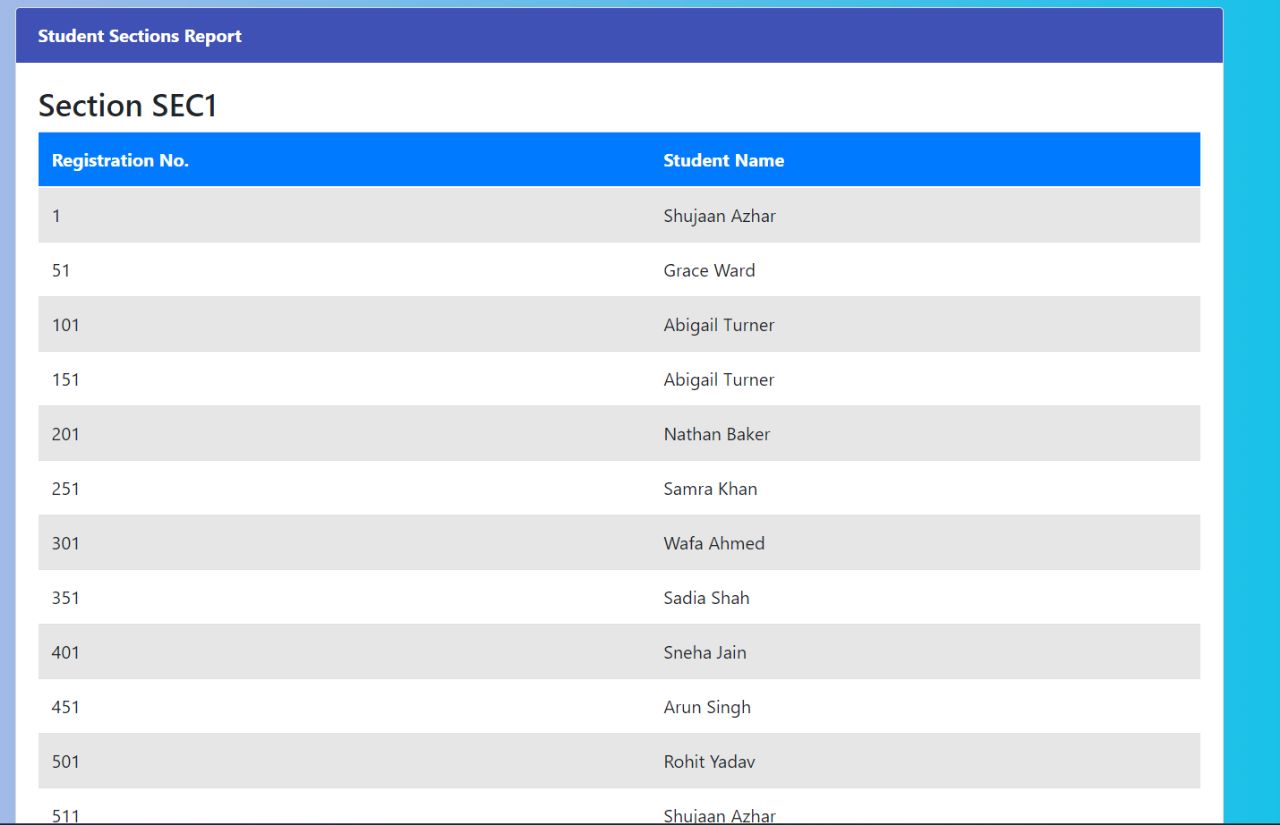 Student Sections Report
Section SEC1
Registration No. Student Name
1 Shujaan Azhar
51 Grace Ward
101 Abigail Turner
151 Abigail Turner
201 Nathan Baker
251 Samra Khan
301 Wafa Ahmed
351 Sadia Shah
401 Sneha Jain
451 Arun Singh
501 Rohit Yadav
511 Shujaan Azhar